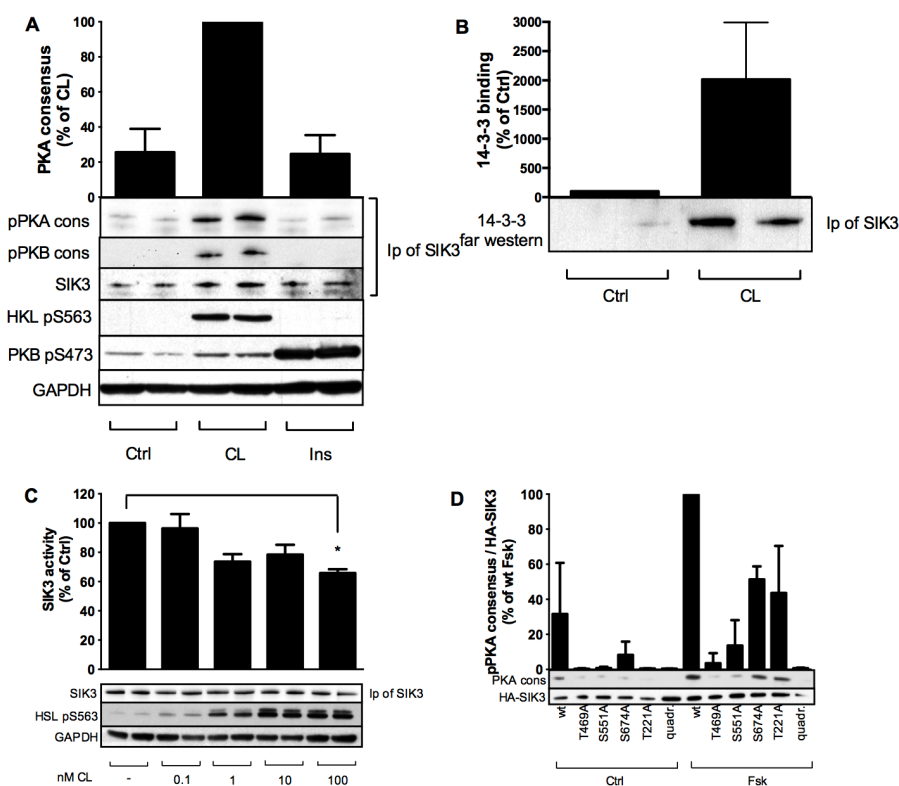 A
PKA consensus
(% of CL)
100
80
60
40
20
0
pPKA cons
pPKB cons
SIK3
Ip of SIK3
HKL pS563
PKB pS473
GAPDH
Ctrl CL Ins
B
14-3-3 binding
(% of Ctrl)
3000
2500
2000
1500
1000
500
0
14-3-3
far western
Ip of SIK3
Ctrl CL
C
SIK3 activity
(% of Ctrl)
120
100
80
60
40
20
0
*
SIK3
Ip of SIK3
HSL pS563
GAPDH
nM CL - 0.1 1 10 100
D
pPKA consensus / HA-SIK3
(% of wt Fsk)
100
80
60
40
20
0
PKA cons
HA-SIK3
wt T469A S551A S674A T221A quadr. wt T469A S551A S674A T221A quadr.
Ctrl Fsk